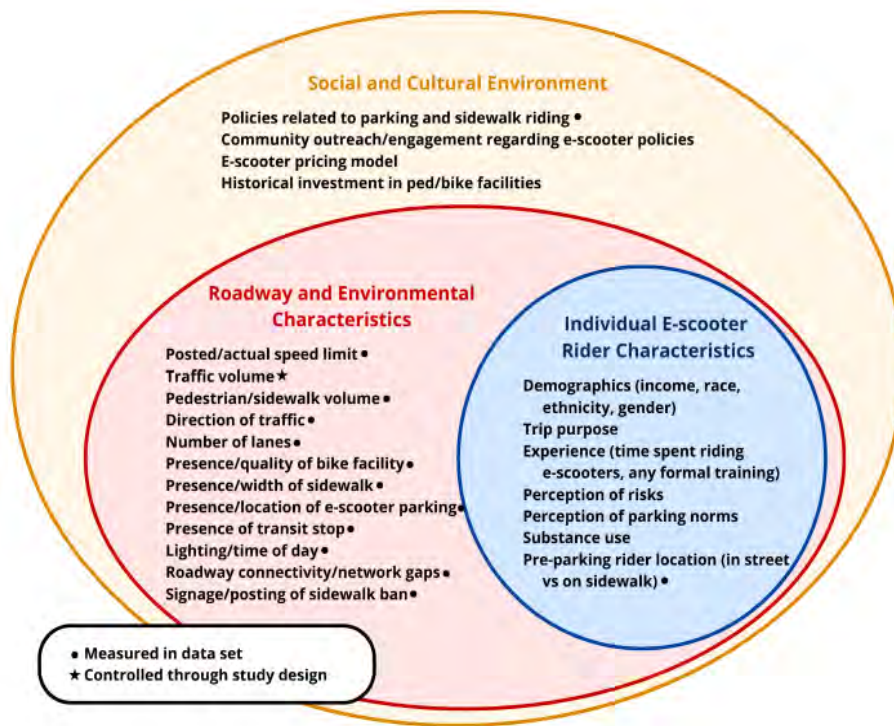 Social and Cultural Environment
Policies related to parking and sidewalk riding ●
Community outreach/engagement regarding e-scooter policies
E-scooter pricing model
Historical investment in ped/bike facilities
Roadway and Environmental
Characteristics
Posted/actual speed limit ●
Traffic volume ★
Pedestrian/sidewalk volume ●
Direction of traffic ●
Number of lanes ●
Presence/quality of bike facility ●
Presence/width of sidewalk ●
Presence/location of e-scooter parking ●
Presence of transit stop ●
Lighting/time of day ●
Roadway connectivity/network gaps ●
Signage/posting of sidewalk ban ●
Individual E-scooter
Rider Characteristics
Demographics (income, race,
ethnicity, gender)
Trip purpose
Experience (time spent riding
e-scooters, any formal training)
Perception of risks
Perception of parking norms
Substance use
Pre-parking rider location (in street
vs on sidewalk) ●
● Measured in data set
★ Controlled through study design